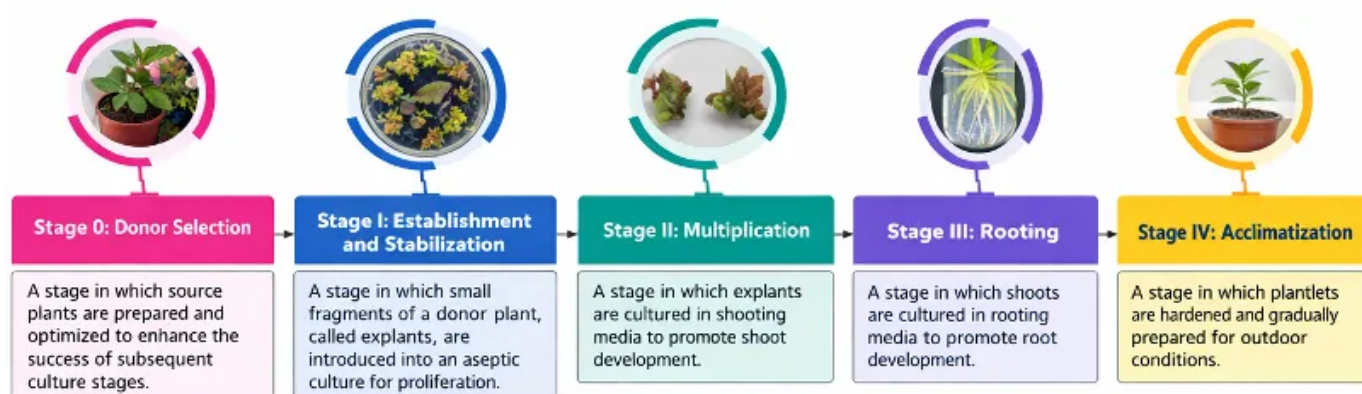 Stage 0: Donor Selection
A stage in which source
plants are prepared and
optimized to enhance the
success of subsequent
culture stages.
Stage I: Establishment
and Stabilization
A stage in which small
fragments of a donor plant,
called explants, are
introduced into an aseptic
culture for proliferation.
Stage II: Multiplication
A stage in which explants
are cultured in shooting
media to promote shoot
development.
Stage III: Rooting
A stage in which shoots
are cultured in rooting
media to promote root
development.
Stage IV: Acclimatization
A stage in which plantlets
are hardened and gradually
prepared for outdoor
conditions.